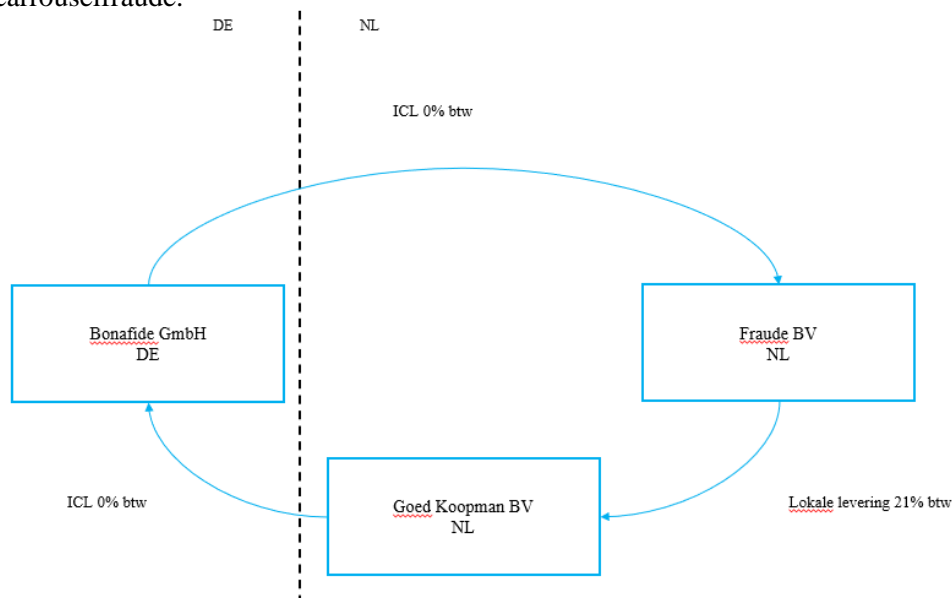 carrouselfraude.
DE
NL
ICL 0% btw
Bonafide GmbH
DE
Fraude BV
NL
ICL 0% btw
Goed Koopman BV
NL
Lokale levering 21% btw